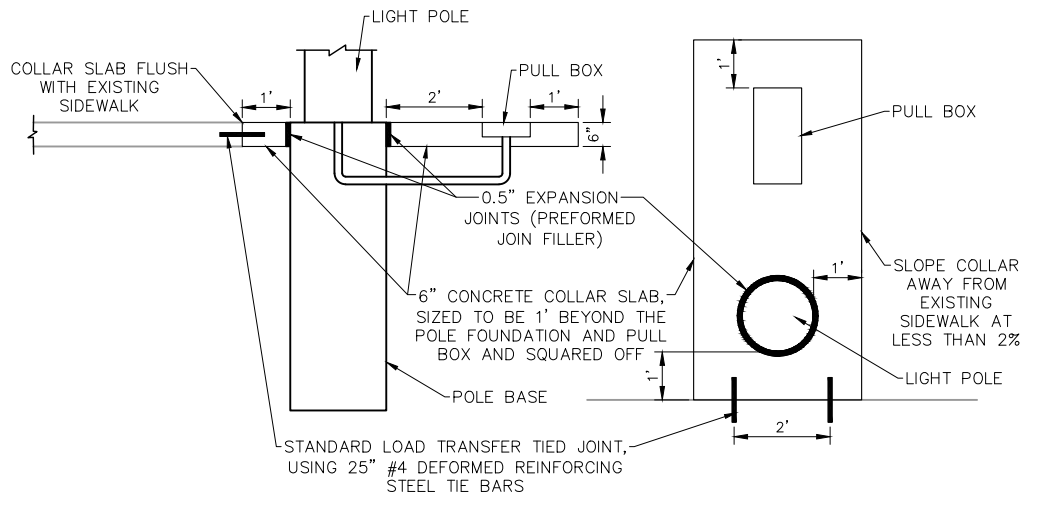 LIGHT POLE
COLLAR SLAB FLUSH
WITH EXISTING
SIDEWALK
1'
2'
PULL BOX
1'
6"
0.5" EXPANSION
JOINTS (PREFORMED
JOIN FILLER)
6" CONCRETE COLLAR SLAB,
SIZED TO BE 1' BEYOND THE
POLE FOUNDATION AND PULL
BOX AND SQUARED OFF
POLE BASE
STANDARD LOAD TRANSFER TIED JOINT,
USING 25" #4 DEFORMED REINFORCING
STEEL TIE BARS
1'
PULL BOX
1'
SLOPE COLLAR
AWAY FROM
EXISTING
SIDEWALK AT
LESS THAN 2%
LIGHT POLE
1'
2'